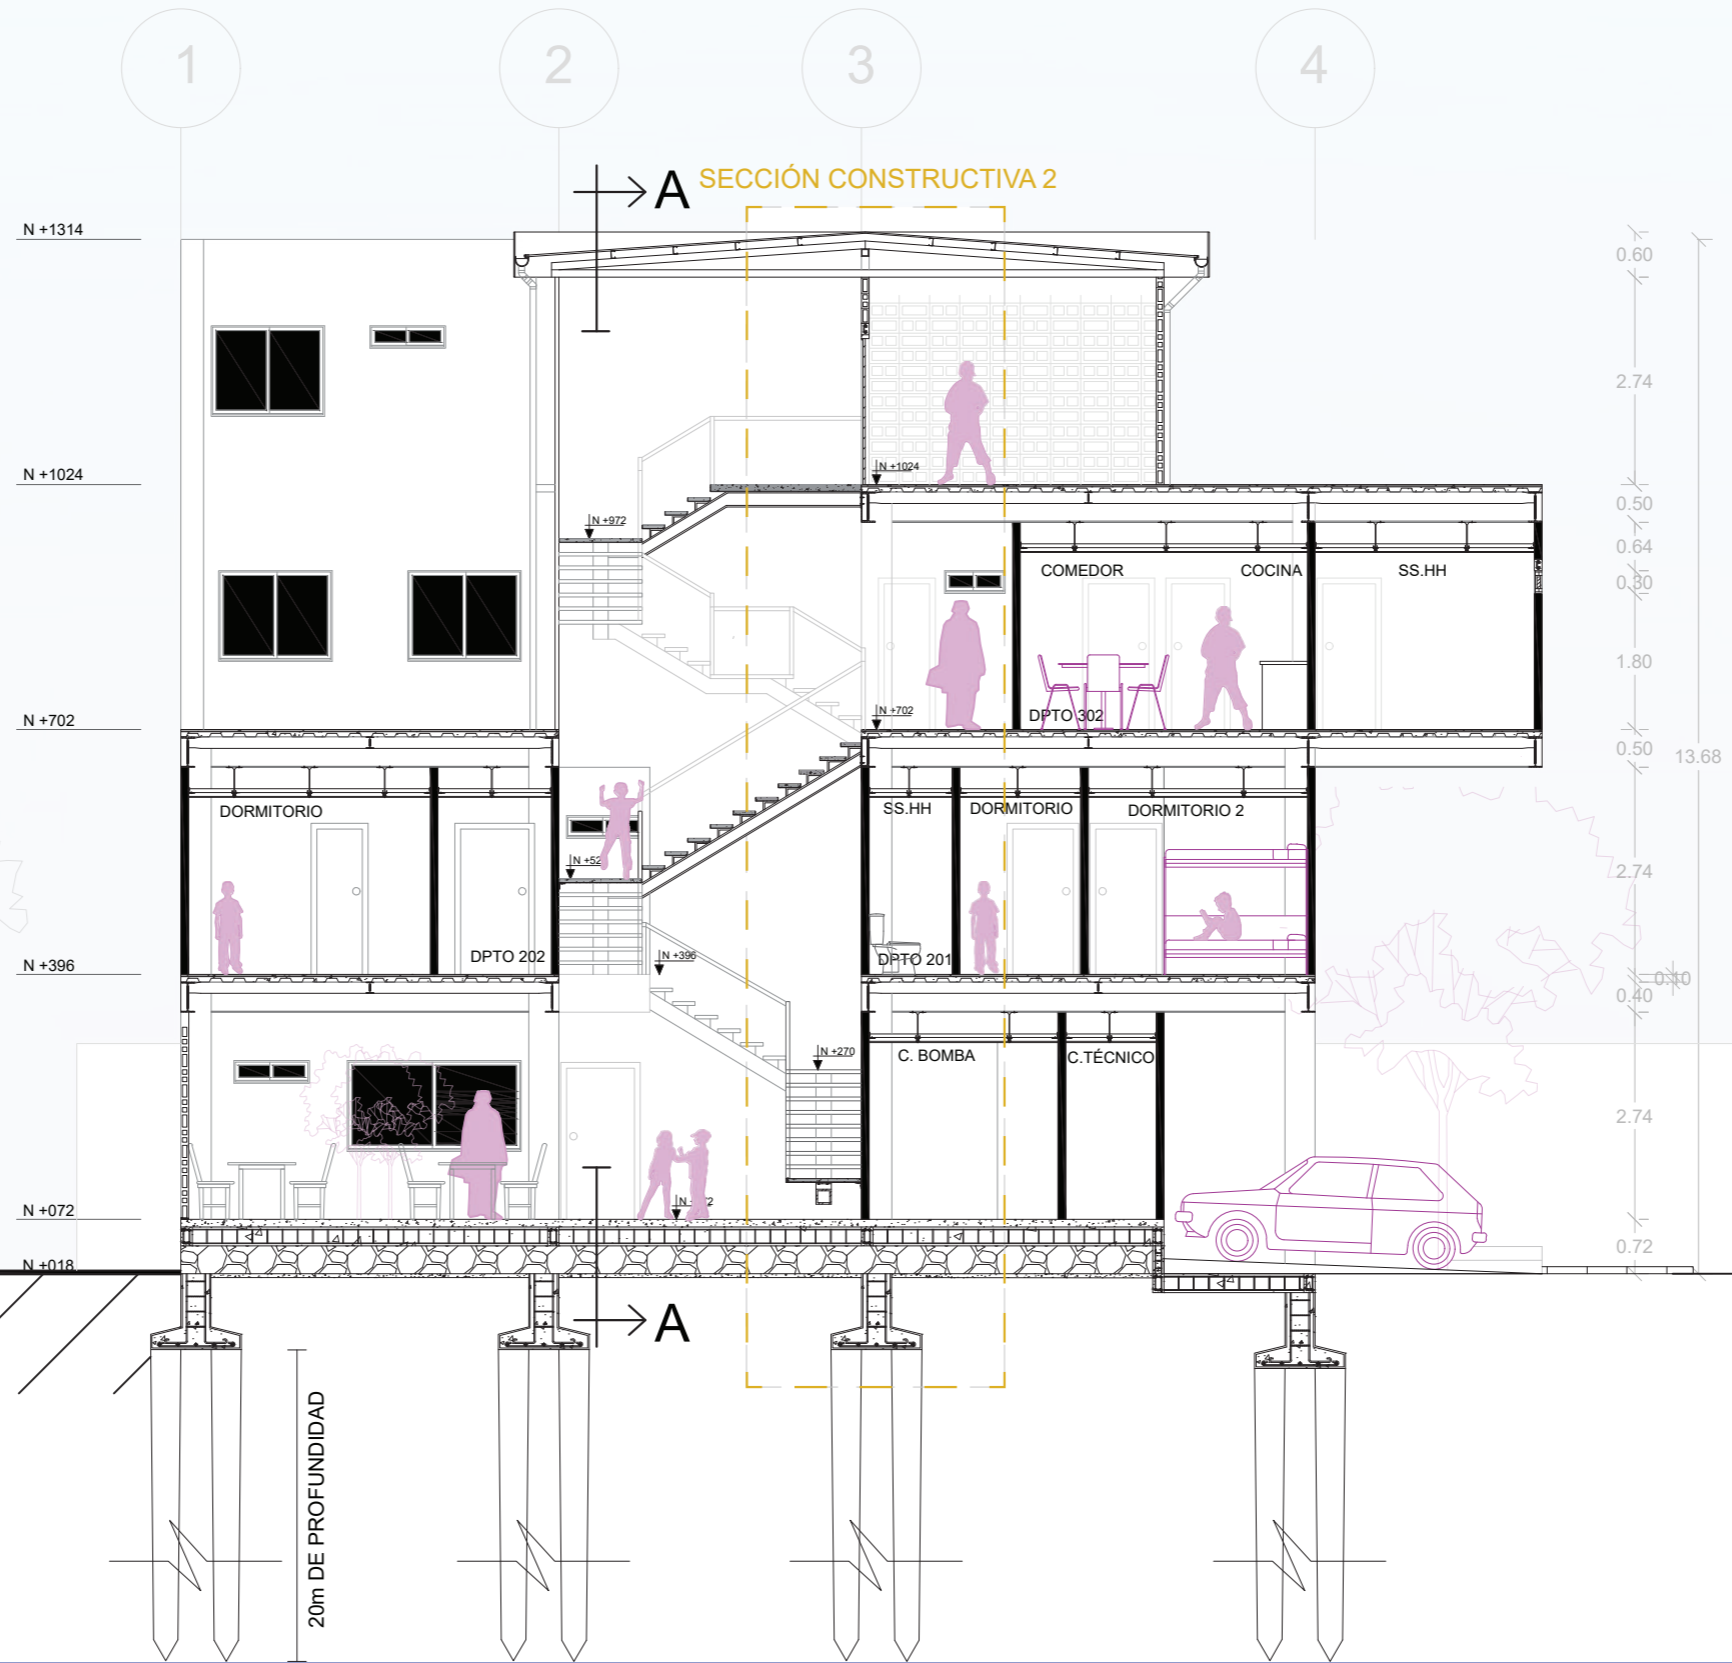 1
2
3
4
A
SECCIÓN CONSTRUCTIVA 2
N +1314
0.60
2.74
N +1024
N +1024
0.50
N +972
0.64
COMEDOR
COCINA
SS.HH
0.30
1.80
N +702
N +702
DPTO 302
0.50
13.68
DORMITORIO
SS.HH
DORMITORIO
DORMITORIO 2
N +52
2.74
DPTO 202
N +396
DPTO 201
N +396
0.10
0.40
C. BOMBA
C.TÉCNICO
N +270
2.74
N +072
0.72
N +018
A
20m DE PROFUNDIDAD